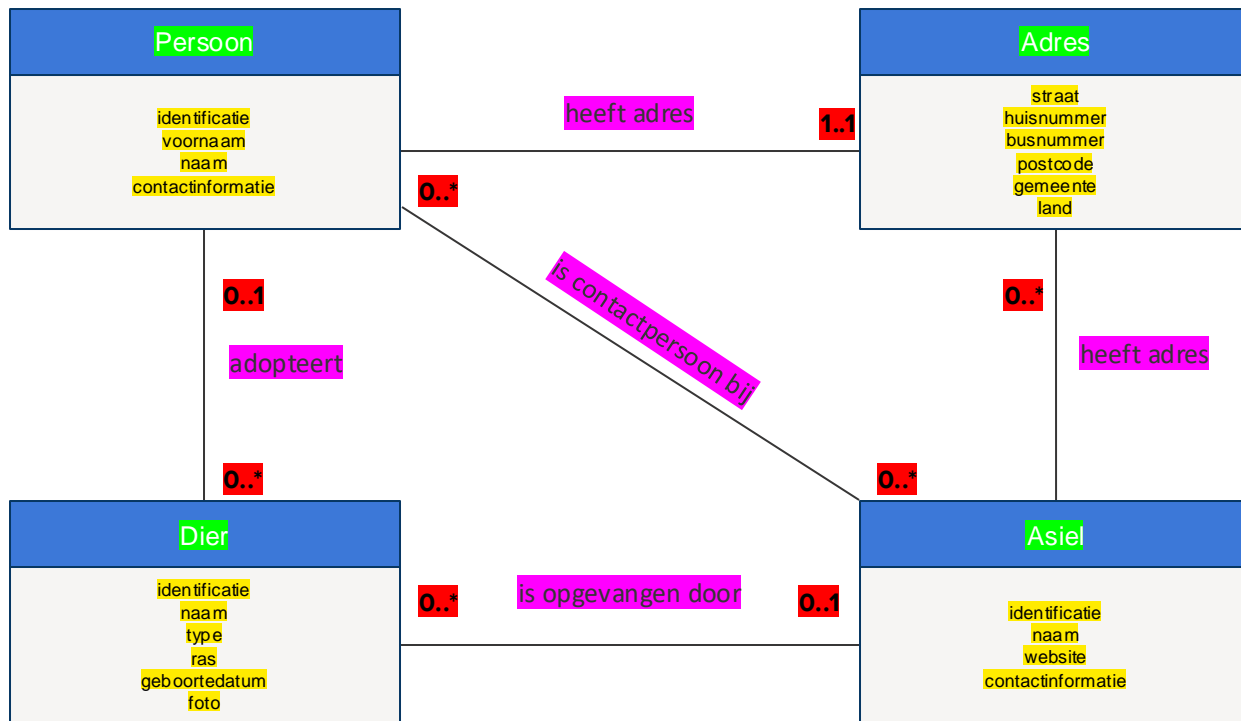 Persoon
identificatie
voornaam
naam
contactinformatie
heeft adres
1..1
Adres
straat
huisnummer
busnummer
postcode
gemeente
land
0..*
is contactpersoon bij
0..1
adopteert
0..*
0..*
heeft adres
0..*
Dier
identificatie
naam
type
ras
geboortedatum
foto
0..*
is opgevangen door
0..1
Asiel
identificatie
naam
website
contactinformatie